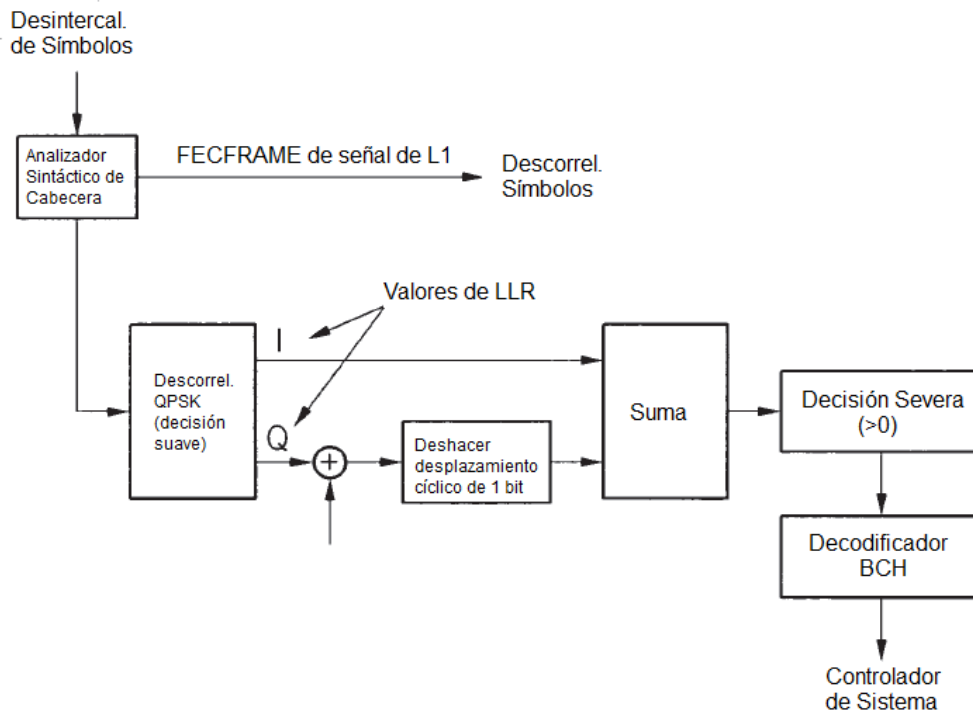 Desintercal.
de Símbolos
Analizador
Sintáctico de
Cabecera
FECFRAME de señal de L1
Descorrel.
Símbolos
Valores de LLR
I
Descorrel.
QPSK
(decisión
suave)
Q
+
Deshacer
desplazamiento
cíclico de 1 bit
Suma
Decisión Severa
(>0)
Decodificador
BCH
Controlador
de Sistema